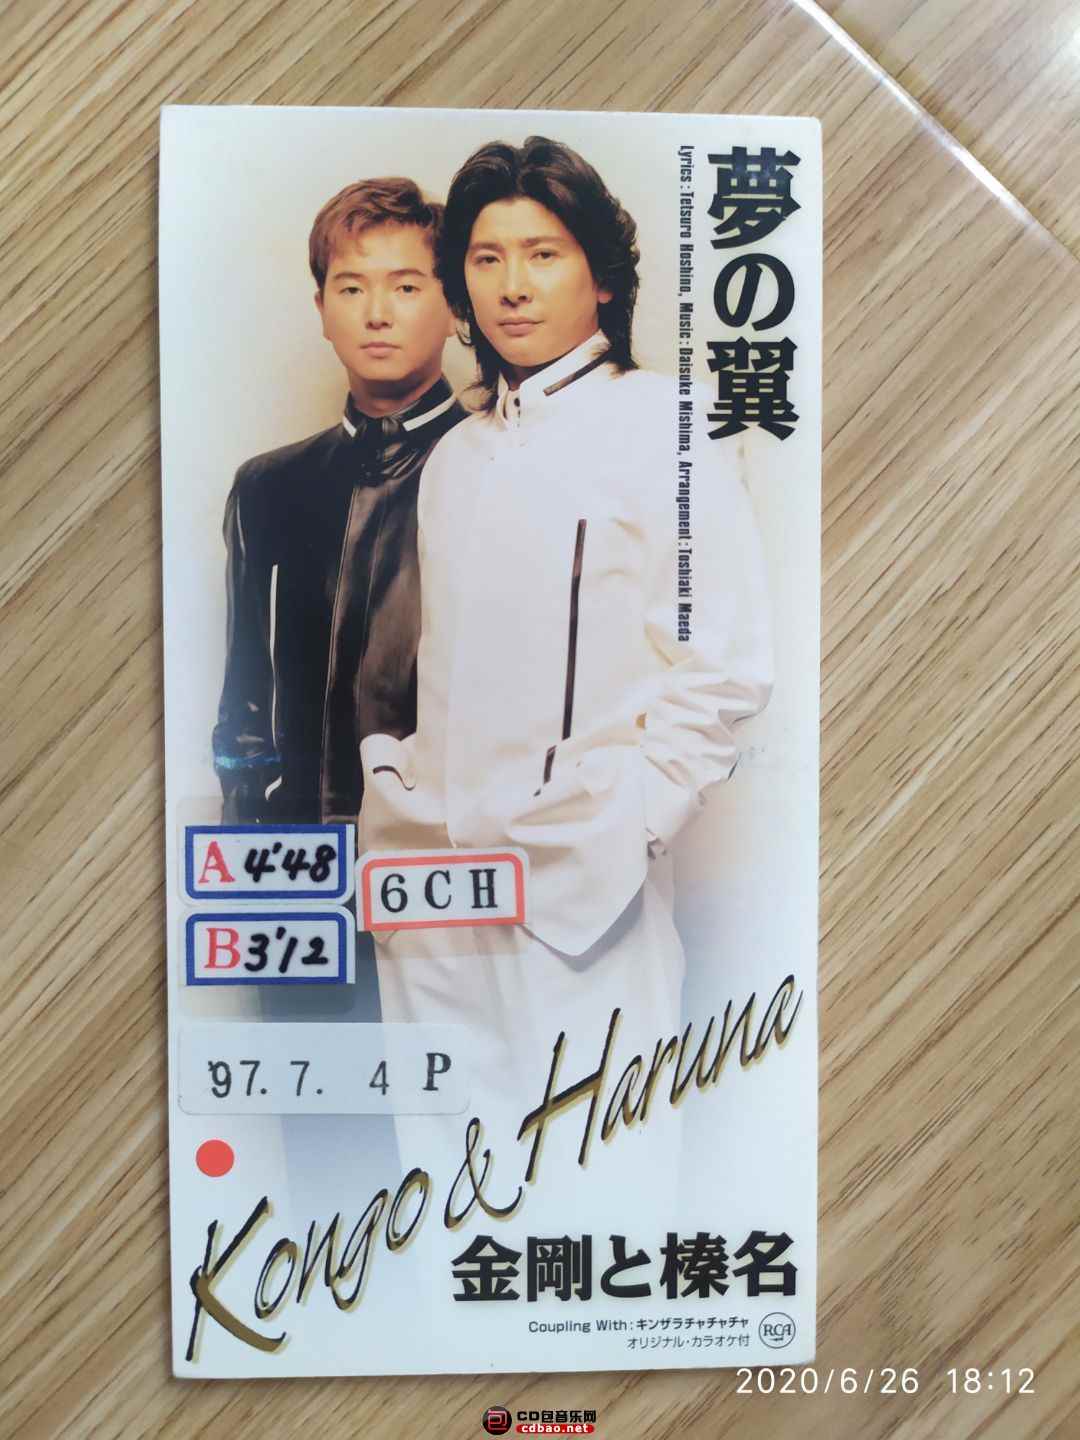 夢の翼
Lyrics : Tetsuro Hoshino, Music : Daisuke Mishima, Arrangement : Toshiaki Maeda
A 4'48
6CH
B 3'12
'97. 7. 4 P
Kongo & Haruna
金剛と榛名
Coupling With : キンザラチャチャチャ
オリジナル・カラオケ付
RCA
2020/6/26 18:12
CD包音乐网
cdbao.net